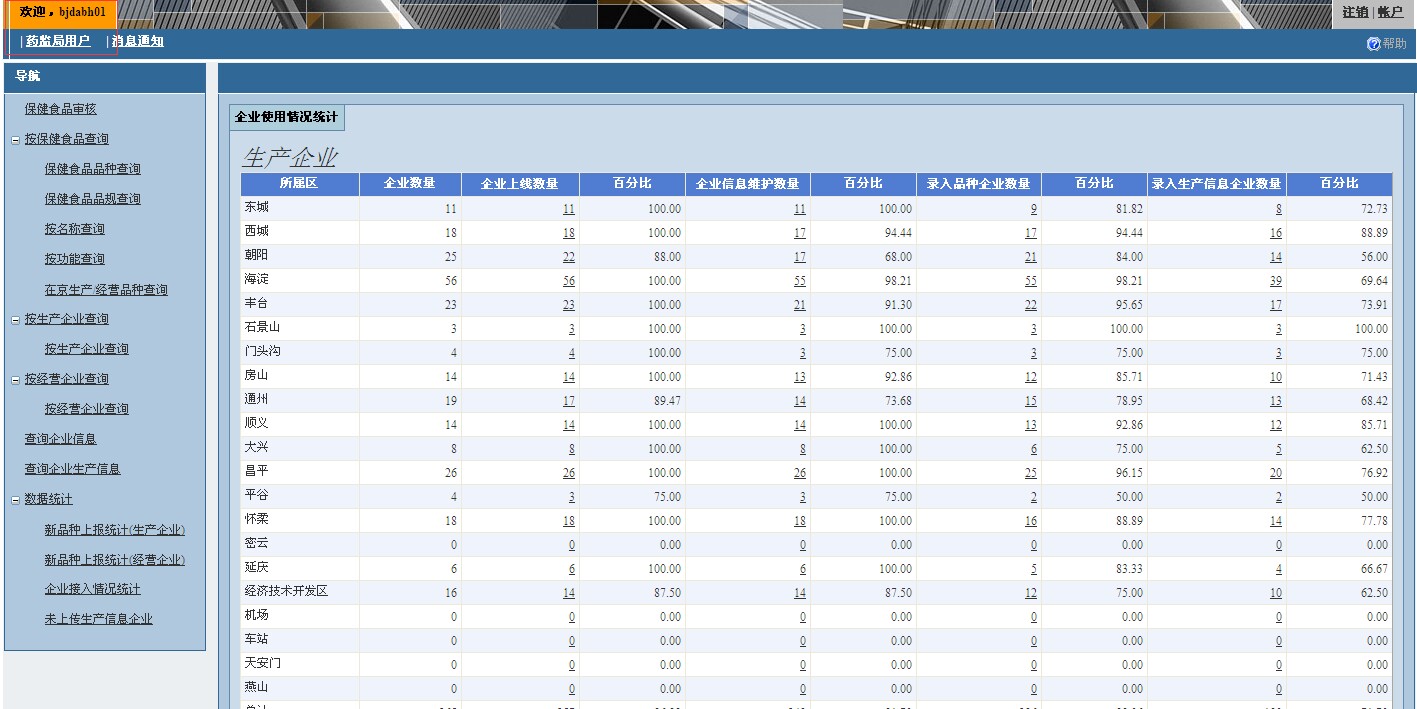 欢迎，bjdabh01
注销 | 帐户
| 药监局用户 | 消息通知
帮助
导航
保健食品审核
按保健食品查询
保健食品品种查询
保健食品品规查询
按名称查询
按功能查询
在京生产/经营品种查询
按生产企业查询
按生产企业查询
按经营企业查询
按经营企业查询
查询企业信息
查询企业生产信息
数据统计
新品种上报统计(生产企业)
新品种上报统计(经营企业)
企业接入情况统计
未上传生产信息企业
企业使用情况统计
生产企业
所属区 企业数量 企业上线数量 百分比 企业信息维护数量 百分比 录入品种企业数量 百分比 录入生产信息企业数量 百分比
东城 11 11 100.00 11 100.00 9 81.82 8 72.73
西城 18 18 100.00 17 94.44 17 94.44 16 88.89
朝阳 25 22 88.00 17 68.00 21 84.00 14 56.00
海淀 56 56 100.00 55 98.21 55 98.21 39 69.64
丰台 23 23 100.00 21 91.30 22 95.65 17 73.91
石景山 3 3 100.00 3 100.00 3 100.00 3 100.00
门头沟 4 4 100.00 3 75.00 3 75.00 3 75.00
房山 14 14 100.00 13 92.86 12 85.71 10 71.43
通州 19 17 89.47 14 73.68 15 78.95 13 68.42
顺义 14 14 100.00 14 100.00 13 92.86 12 85.71
大兴 8 8 100.00 8 100.00 6 75.00 5 62.50
昌平 26 26 100.00 26 100.00 25 96.15 20 76.92
平谷 4 3 75.00 3 75.00 2 50.00 2 50.00
怀柔 18 18 100.00 18 100.00 16 88.89 14 77.78
密云 0 0 0.00 0 0.00 0 0.00 0 0.00
延庆 6 6 100.00 6 100.00 5 83.33 4 66.67
经济技术开发区 16 14 87.50 14 87.50 12 75.00 10 62.50
机场 0 0 0.00 0 0.00 0 0.00 0 0.00
车站 0 0 0.00 0 0.00 0 0.00 0 0.00
天安门 0 0 0.00 0 0.00 0 0.00 0 0.00
燕山 0 0 0.00 0 0.00 0 0.00 0 0.00